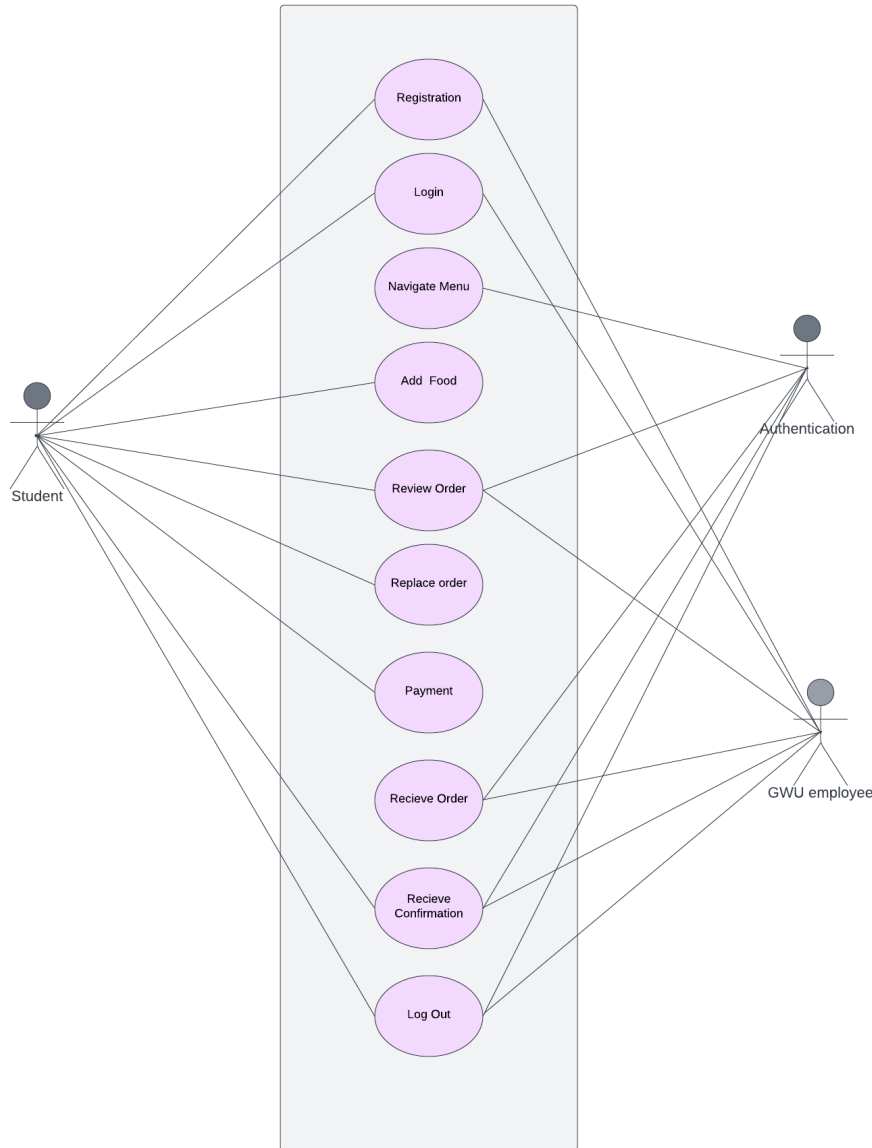 Registration
Login
Navigate Menu
Add Food
Authentication
Review Order
Student
Replace order
Payment
GWU employee
Recieve Order
Recieve
Confirmation
Log Out